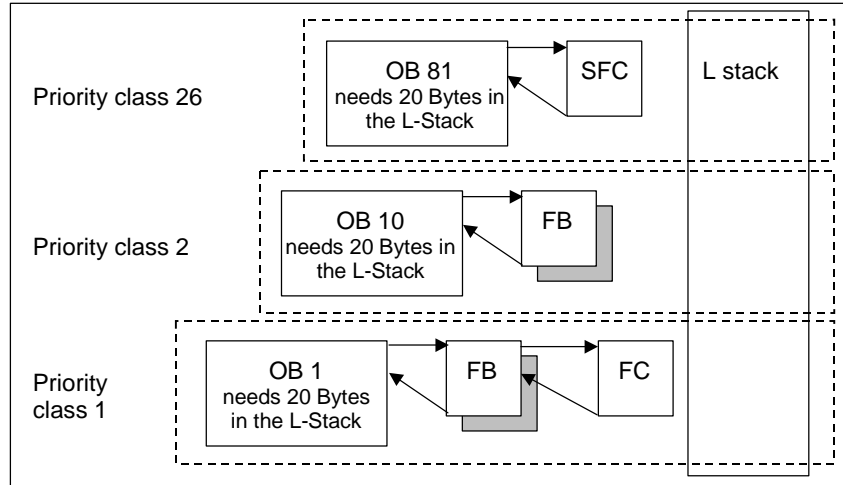 Priority class 26
OB 81
needs 20 Bytes in
the L-Stack
SFC
L stack
Priority class 2
OB 10
needs 20 Bytes in
the L-Stack
FB
Priority
class 1
OB 1
needs 20 Bytes
in the L-Stack
FB
FC